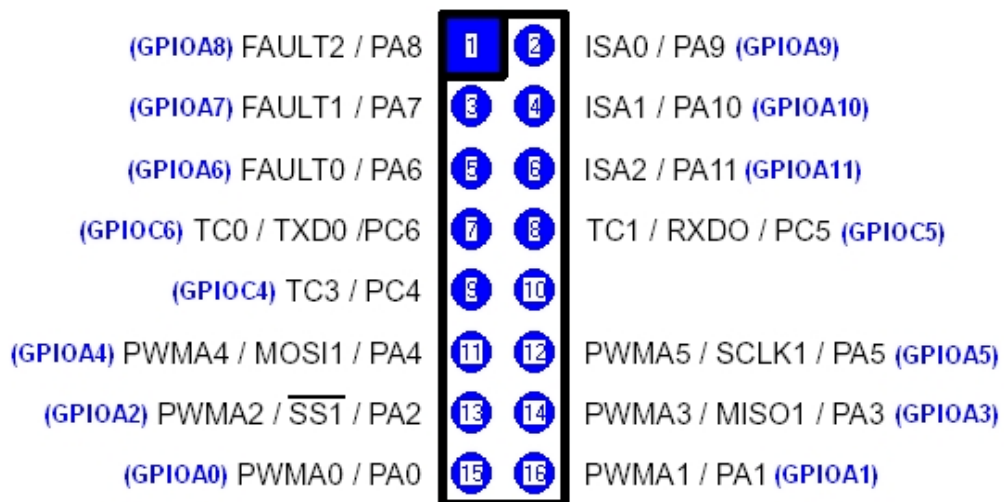 (GPIOA8) FAULT2 / PA8 1 2 ISA0 / PA9 (GPIOA9)
(GPIOA7) FAULT1 / PA7 3 4 ISA1 / PA10 (GPIOA10)
(GPIOA6) FAULT0 / PA6 5 6 ISA2 / PA11 (GPIOA11)
(GPIOC6) TC0 / TXD0 /PC6 7 8 TC1 / RXDO / PC5 (GPIOC5)
(GPIOC4) TC3 / PC4 9 10
(GPIOA4) PWMA4 / MOSI1 / PA4 11 12 PWMA5 / SCLK1 / PA5 (GPIOA5)
(GPIOA2) PWMA2 / S̅S̅1̅ / PA2 13 14 PWMA3 / MISO1 / PA3 (GPIOA3)
(GPIOA0) PWMA0 / PA0 15 16 PWMA1 / PA1 (GPIOA1)